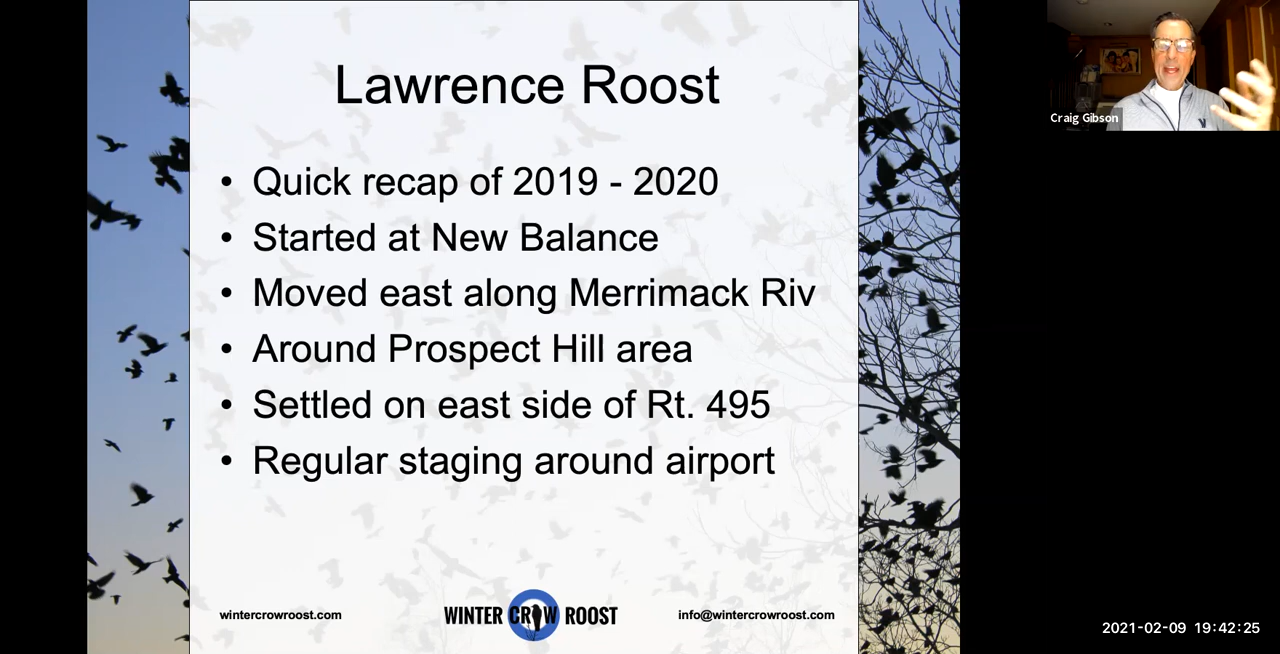 Lawrence Roost
• Quick recap of 2019 - 2020
• Started at New Balance
• Moved east along Merrimack Riv
• Around Prospect Hill area
• Settled on east side of Rt. 495
• Regular staging around airport
wintercrowroost.com
WINTER CROW ROOST
info@wintercrowroost.com
Craig Gibson
2021-02-09 19:42:25